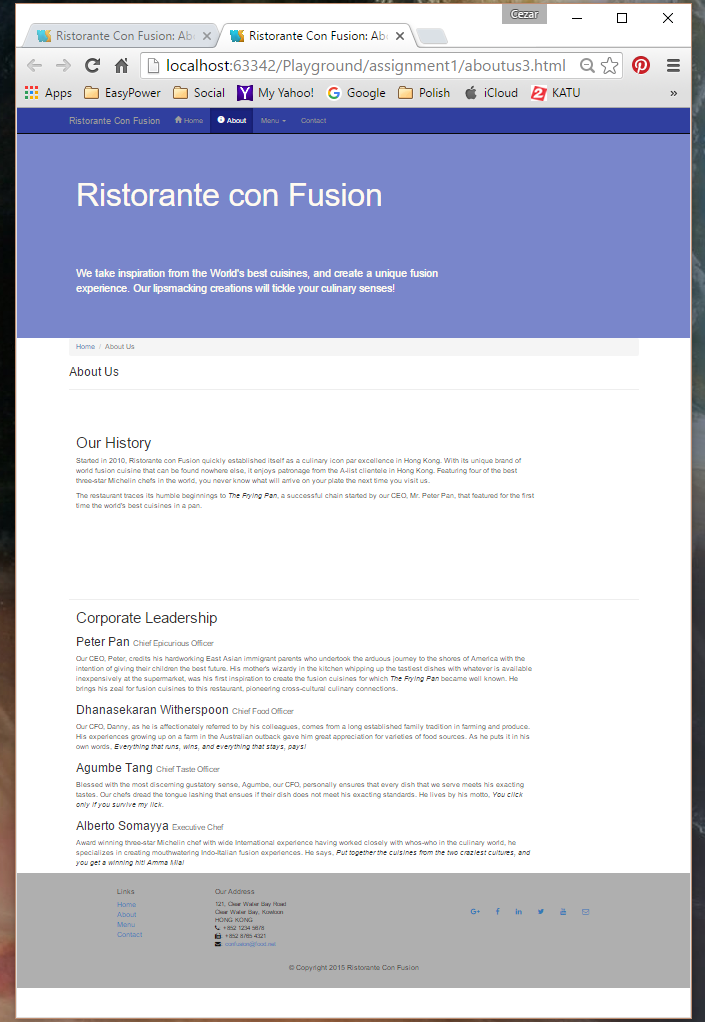 Cezar
Ristorante Con Fusion: Ab
Ristorante Con Fusion: Ab
localhost:63342/Playground/assignment1/aboutus3.html
Apps EasyPower Social My Yahoo! Google Polish iCloud 2 KATU »
Ristorante Con Fusion Home About Menu Contact
Ristorante con Fusion
We take inspiration from the World's best cuisines, and create a unique fusion
experience. Our lipsmacking creations will tickle your culinary senses!
Home / About Us
About Us
Our History
Started in 2010, Ristorante con Fusion quickly established itself as a culinary icon par excellence in Hong Kong. With its unique brand of
world fusion cuisine that can be found nowhere else, it enjoys patronage from the A-list clientele in Hong Kong. Featuring four of the best
three-star Michelin chefs in the world, you never know what will arrive on your plate the next time you visit us.
The restaurant traces its humble beginnings to The Frying Pan, a successful chain started by our CEO, Mr. Peter Pan, that featured for the first
time the world's best cuisines in a pan.
Corporate Leadership
Peter Pan Chief Epicurious Officer
Our CEO, Peter, credits his hardworking East Asian immigrant parents who undertook the arduous journey to the shores of America with the
intention of giving their children the best future. His mother's wizardy in the kitchen whipping up the tastiest dishes with whatever is available
inexpensively at the supermarket, was his first inspiration to create the fusion cuisines for which The Frying Pan became well known. He
brings his zeal for fusion cuisines to this restaurant, pioneering cross-cultural culinary connections.
Dhanasekaran Witherspoon Chief Food Officer
Our CFO, Danny, as he is affectionately referred to by his colleagues, comes from a long established family tradition in farming and produce.
His experiences growing up on a farm in the Australian outback gave him great appreciation for varieties of food sources. As he puts it in his
own words, Everything that runs, wins, and everything that stays, pays!
Agumbe Tang Chief Taste Officer
Blessed with the most discerning gustatory sense, Agumbe, our CFO, personally ensures that every dish that we serve meets his exacting
tastes. Our chefs dread the tongue lashing that ensues if their dish does not meet his exacting standards. He lives by his motto, You click
only if you survive my lick.
Alberto Somayya Executive Chef
Award winning three-star Michelin chef with wide International experience having worked closely with whos-who in the culinary world, he
specializes in creating mouthwatering Indo-Italian fusion experiences. He says, Put together the cuisines from the two craziest cultures, and
you get a winning hit! Amma Mia!
Links
Home
About
Menu
Contact
Our Address
121, Clear Water Bay Road
Clear Water Bay, Kowloon
HONG KONG
+852 1234 5678
+852 8765 4321
confusion@food.net
G+ f in
© Copyright 2015 Ristorante Con Fusion